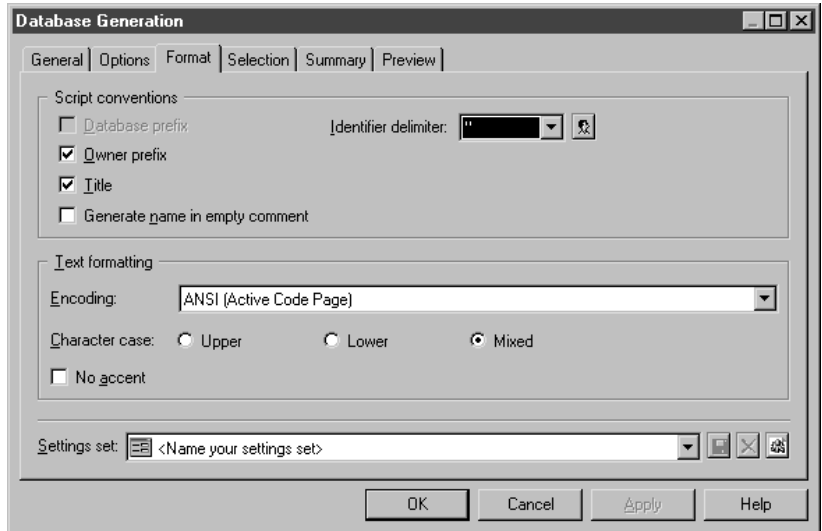 Database Generation
General Options Format Selection Summary Preview
Script conventions
Database prefix Identifier delimiter: "
Owner prefix
Title
Generate name in empty comment
Text formatting
Encoding: ANSI (Active Code Page)
Character case: Upper Lower Mixed
No accent
Settings set: <Name your settings set>
OK Cancel Apply Help